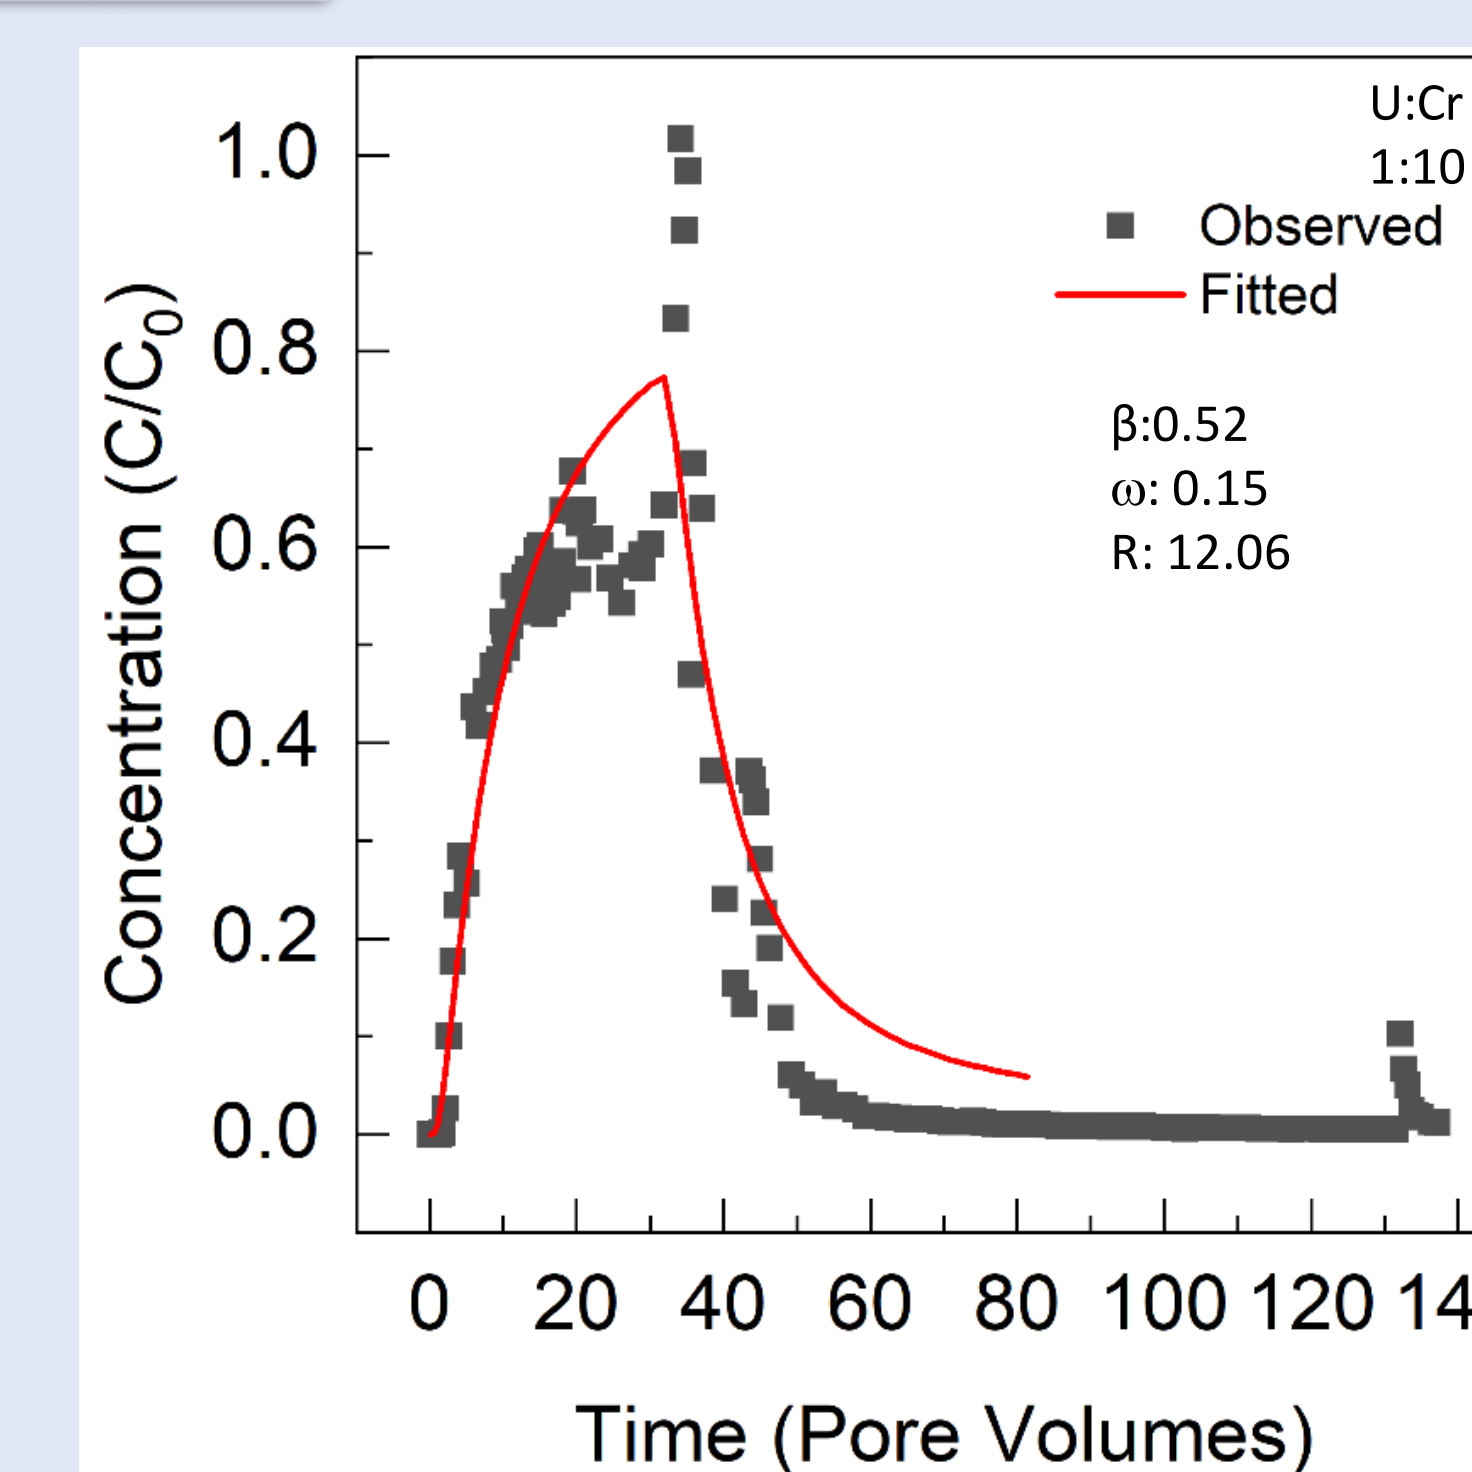 U:Cr
1:10
Observed
Fitted
β:0.52
ω: 0.15
R: 12.06
Concentration (C/C₀)
1.0
0.8
0.6
0.4
0.2
0.0
0 20 40 60 80 100 120 14
Time (Pore Volumes)